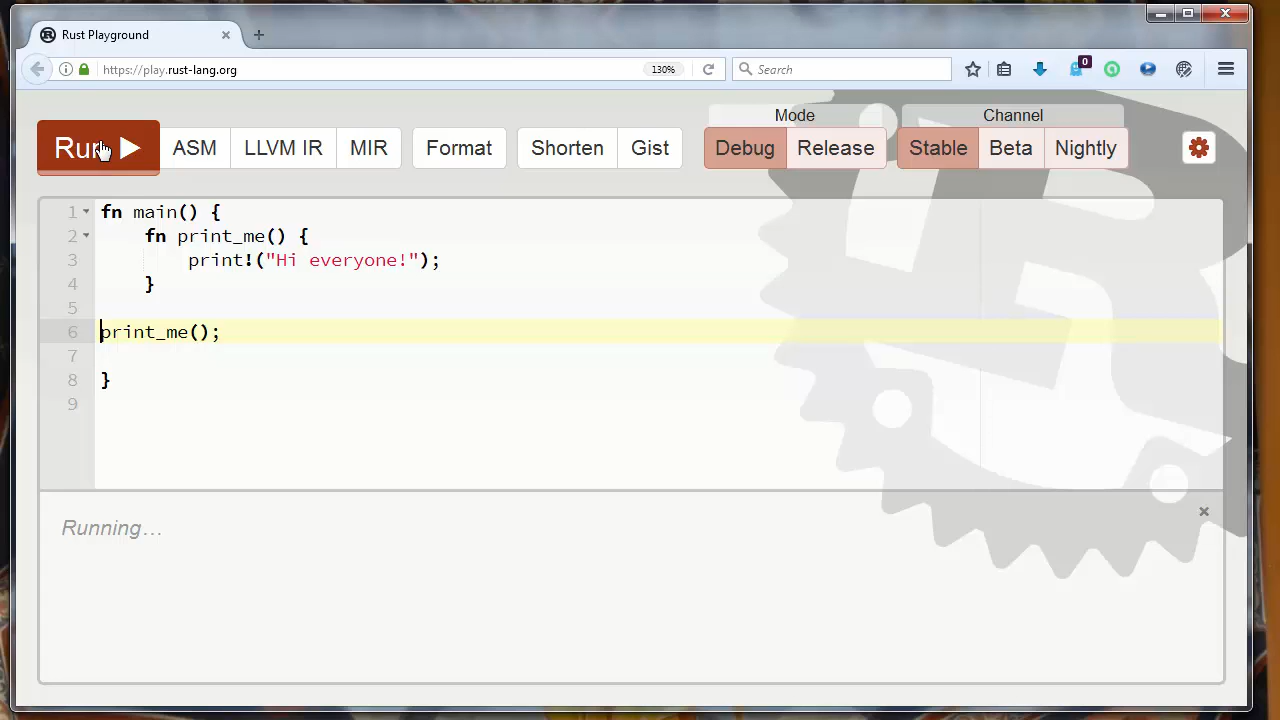 Rust Playground
https://play.rust-lang.org
130%
Search
0
Mode
Channel
Run
ASM
LLVM IR
MIR
Format
Shorten
Gist
Debug
Release
Stable
Beta
Nightly
1 fn main() {
2 fn print_me() {
3 print!("Hi everyone!");
4 }
5
6 print_me();
7
8 }
9
Running...